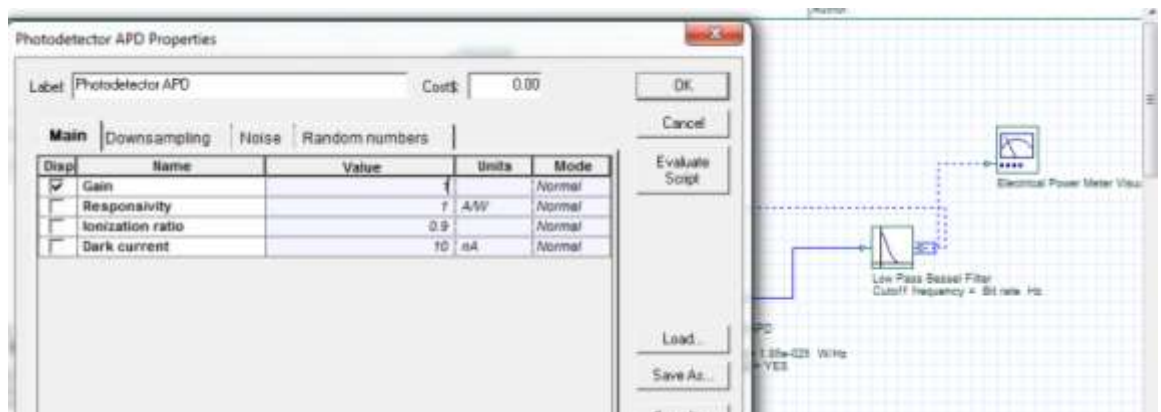 Author
Photodetector APD Properties
Label: Photodetector APD Cost$: 0.00
OK
Cancel
Evaluate Script
Main Downsampling Noise Random numbers
Disp Name Value Units Mode
Gain 1 Normal
Responsivity 1 A/W Normal
Ionization ratio 0.9 Normal
Dark current 10 nA Normal
Load...
Save As...
Electrical Power Meter Visu
Low Pass Bessel Filter
Cutoff frequency = Bit rate Hz
PD
W/Hz
= YES